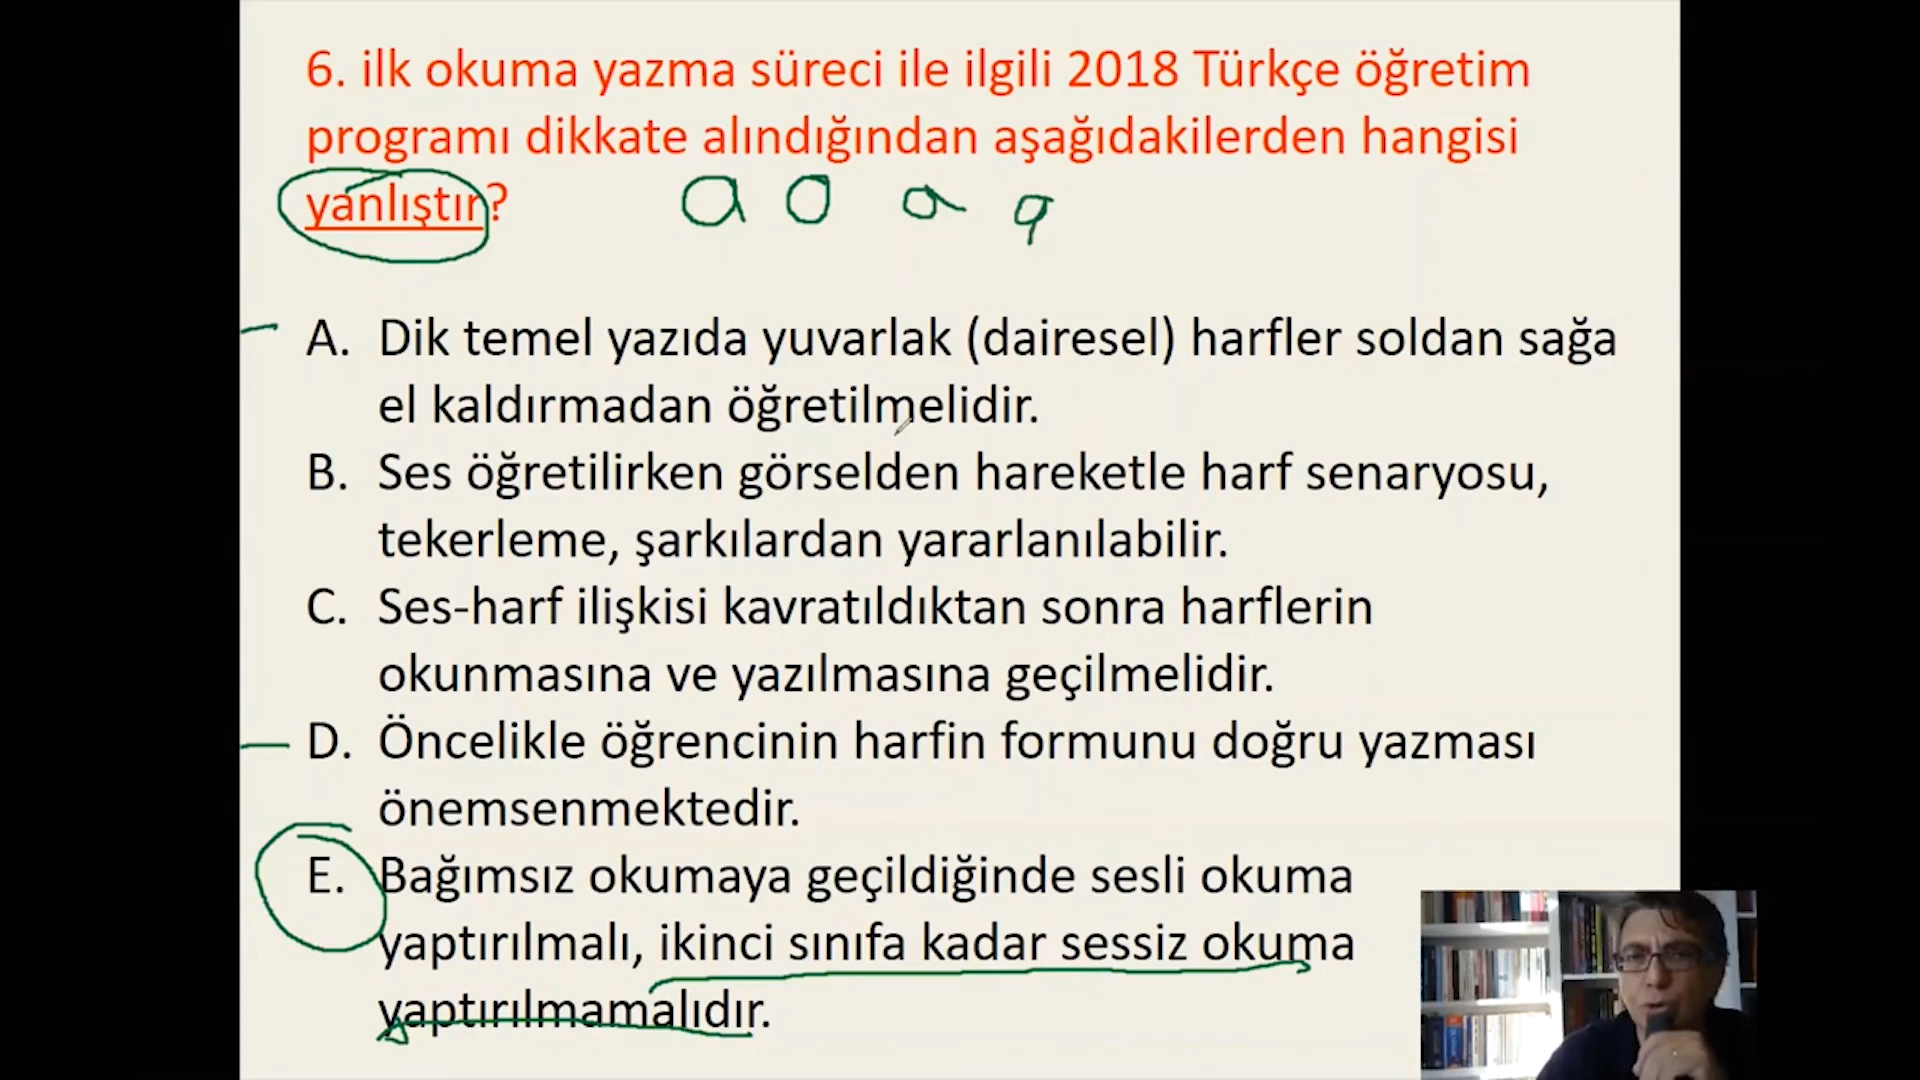 6. ilk okuma yazma süreci ile ilgili 2018 Türkçe öğretim
programı dikkate alındığından aşağıdakilerden hangisi
yanlıştır?
a o a a
A. Dik temel yazıda yuvarlak (dairesel) harfler soldan sağa
el kaldırmadan öğretilmelidir.
B. Ses öğretilirken görselden hareketle harf senaryosu,
tekerleme, şarkılardan yararlanılabilir.
C. Ses-harf ilişkisi kavratıldıktan sonra harflerin
okunmasına ve yazılmasına geçilmelidir.
D. Öncelikle öğrencinin harfin formunu doğru yazması
önemsenmektedir.
E. Bağımsız okumaya geçildiğinde sesli okuma
yaptırılmalı, ikinci sınıfa kadar sessiz okuma
yaptırılmamalıdır.